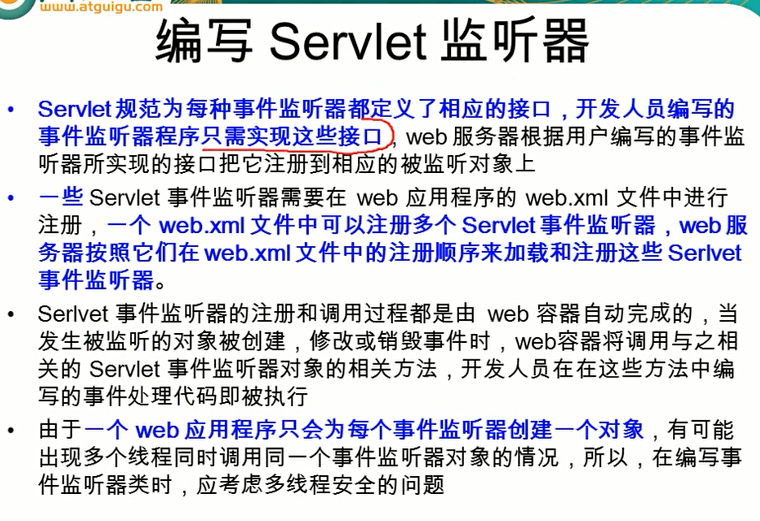 www.atguigu.com
编写 Servlet 监听器
• Servlet 规范为每种事件监听器都定义了相应的接口，开发人员编写的
事件监听器程序只需实现这些接口，web 服务器根据用户编写的事件监
听器所实现的接口把它注册到相应的被监听对象上
• 一些 Servlet 事件监听器需要在 web 应用程序的 web.xml 文件中进行
注册，一个 web.xml 文件中可以注册多个 Servlet 事件监听器，web 服
务器按照它们在 web.xml 文件中的注册顺序来加载和注册这些 Serlvet
事件监听器。
• Serlvet 事件监听器的注册和调用过程都是由 web 容器自动完成的，当
发生被监听的对象被创建，修改或销毁事件时，web容器将调用与之相
关的 Servlet 事件监听器对象的相关方法，开发人员在在这些方法中编
写的事件处理代码即被执行
• 由于一个 web 应用程序只会为每个事件监听器创建一个对象，有可能
出现多个线程同时调用同一个事件监听器对象的情况，所以，在编写事
件监听器类时，应考虑多线程安全的问题